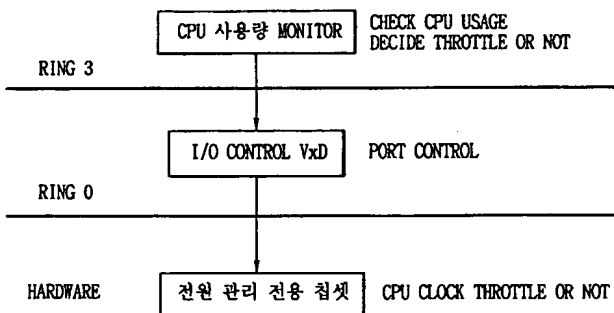 CPU 사용량 MONITOR
CHECK CPU USAGE
DECIDE THROTTLE OR NOT
RING 3
I/O CONTROL VxD
PORT CONTROL
RING 0
HARDWARE
전원 관리 전용 칩셋
CPU CLOCK THROTTLE OR NOT